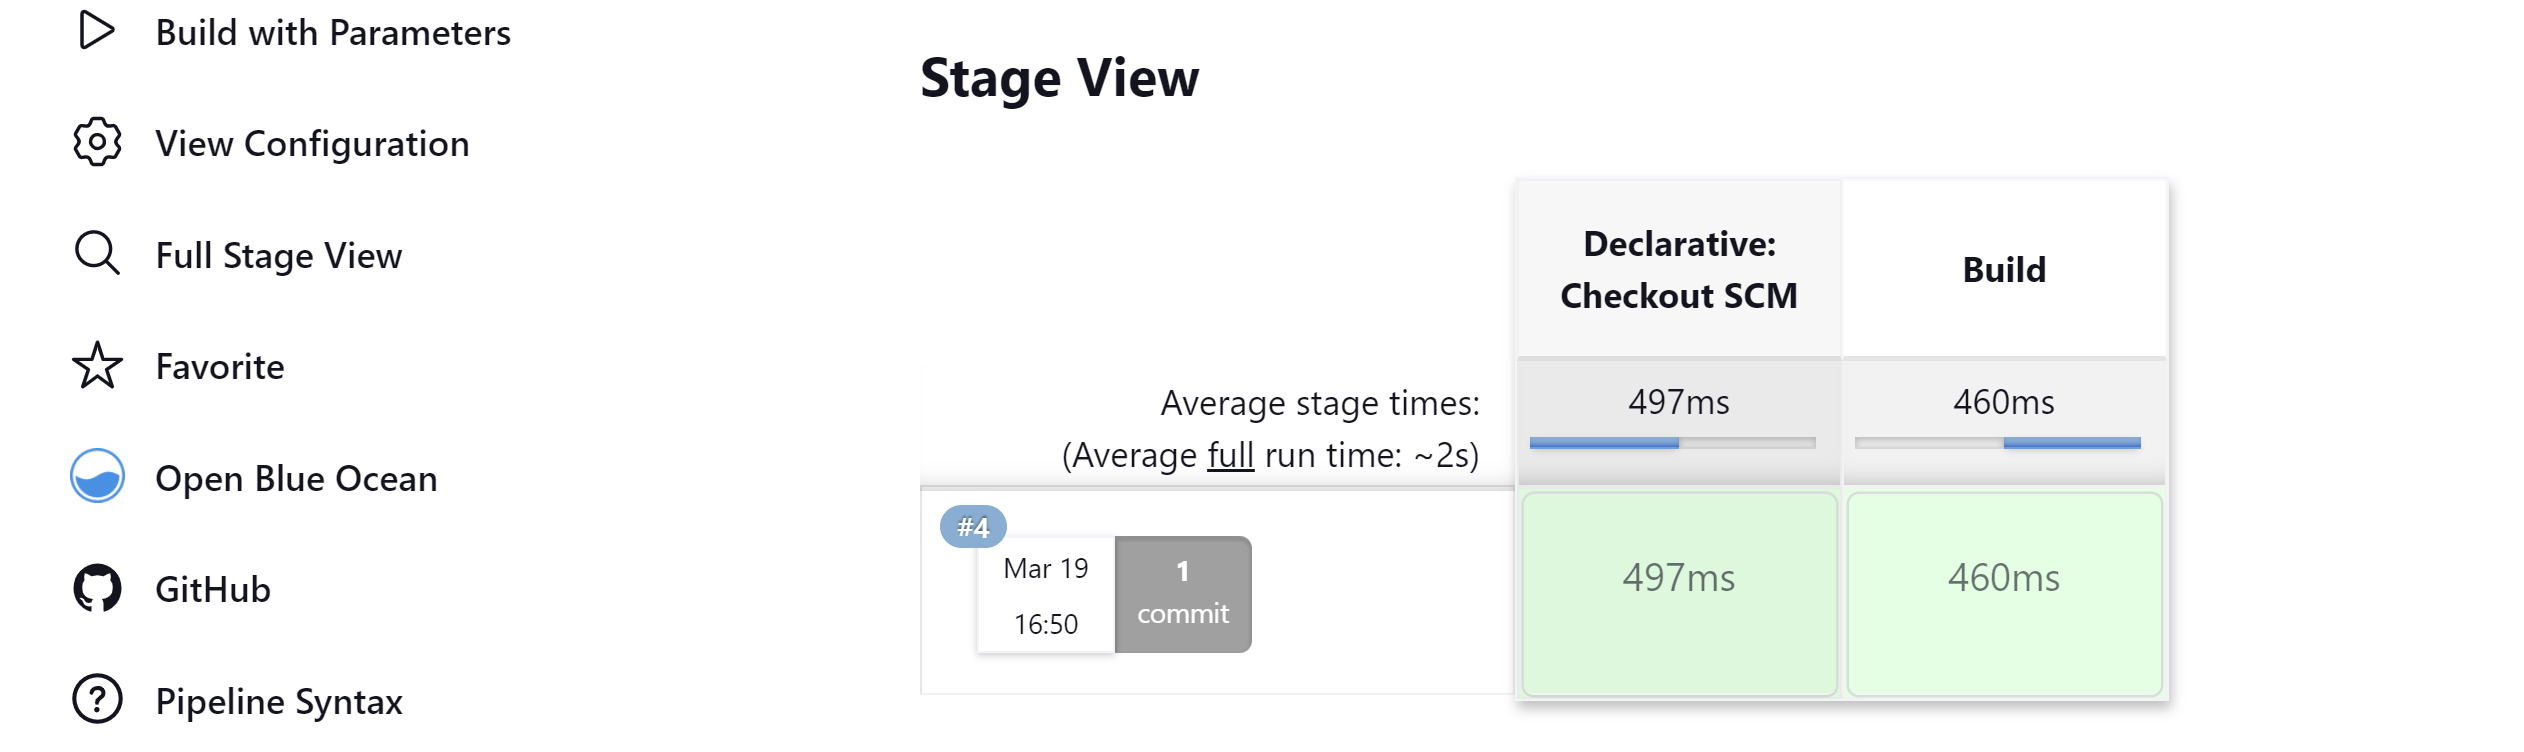 Build with Parameters
View Configuration
Full Stage View
Favorite
Open Blue Ocean
GitHub
Pipeline Syntax
Stage View
Declarative:
Checkout SCM
Build
Average stage times:
(Average full run time: ~2s)
497ms
460ms
#4
Mar 19
16:50
1
commit
497ms
460ms